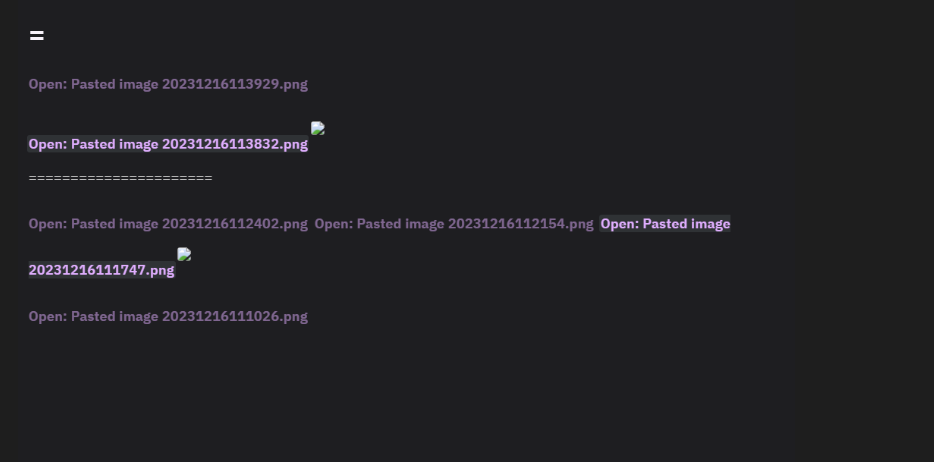 =
Open: Pasted image 20231216113929.png
Open: Pasted image 20231216113832.png
======================
Open: Pasted image 20231216112402.png Open: Pasted image 20231216112154.png Open: Pasted image
20231216111747.png
Open: Pasted image 20231216111026.png